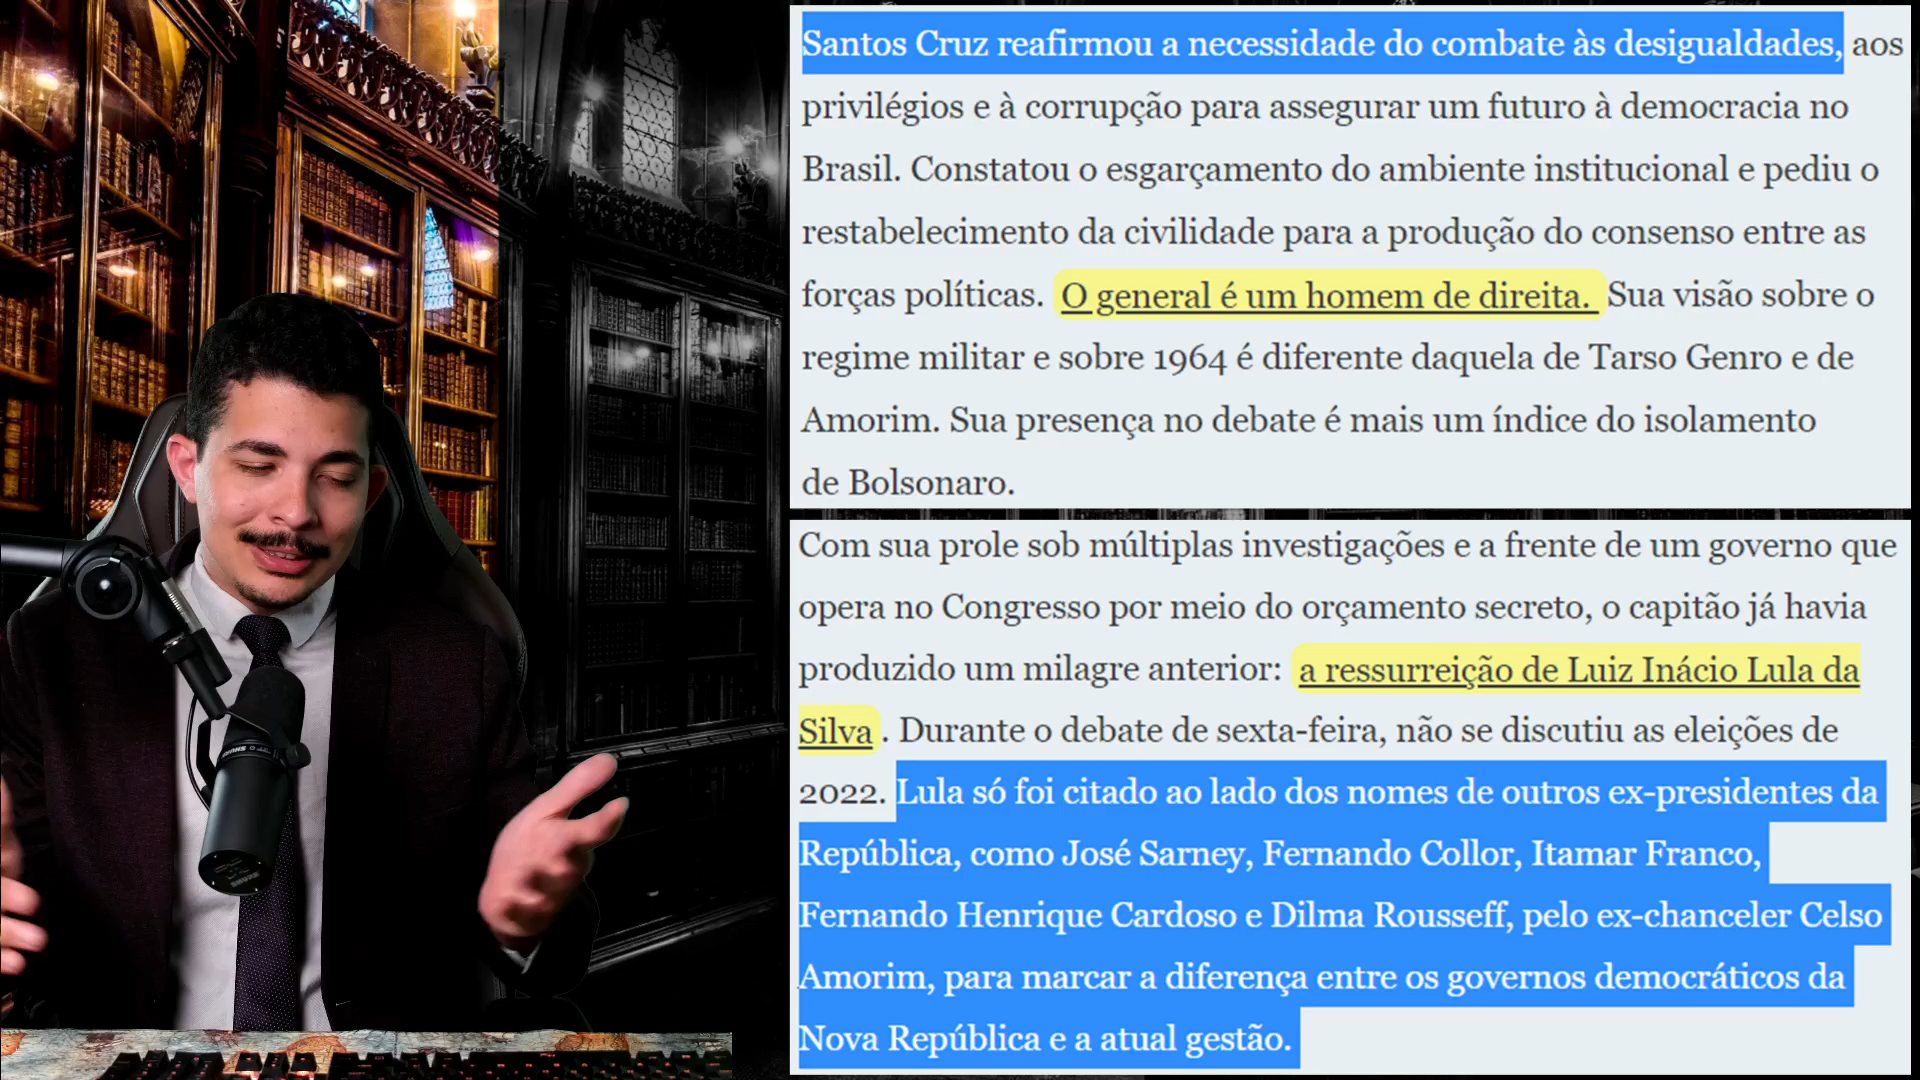 Santos Cruz reafirmou a necessidade do combate às desigualdades, aos
privilégios e à corrupção para assegurar um futuro à democracia no
Brasil. Constatou o esgarçamento do ambiente institucional e pediu o
restabelecimento da civilidade para a produção do consenso entre as
forças políticas. O general é um homem de direita. Sua visão sobre o
regime militar e sobre 1964 é diferente daquela de Tarso Genro e de
Amorim. Sua presença no debate é mais um índice do isolamento
de Bolsonaro.
Com sua prole sob múltiplas investigações e a frente de um governo que
opera no Congresso por meio do orçamento secreto, o capitão já havia
produzido um milagre anterior: a ressurreição de Luiz Inácio Lula da
Silva . Durante o debate de sexta-feira, não se discutiu as eleições de
2022. Lula só foi citado ao lado dos nomes de outros ex-presidentes da
República, como José Sarney, Fernando Collor, Itamar Franco,
Fernando Henrique Cardoso e Dilma Rousseff, pelo ex-chanceler Celso
Amorim, para marcar a diferença entre os governos democráticos da
Nova República e a atual gestão.
SHURE